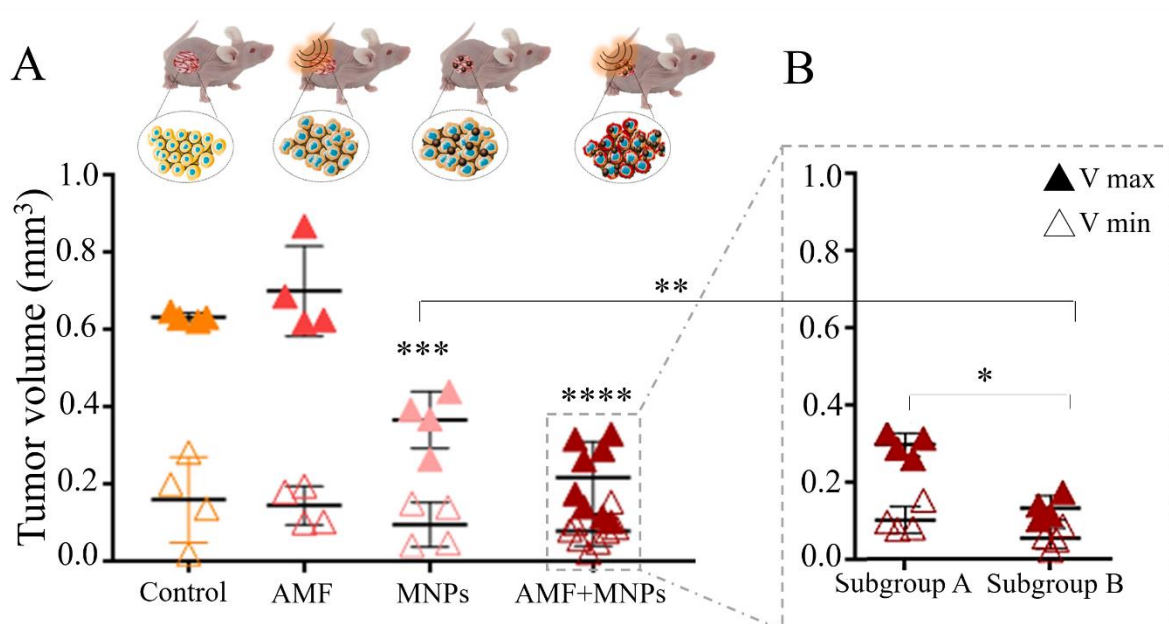 A
B
Tumor volume (mm³)
1.0
0.8
0.6
0.4
0.2
0.0
***
****
**
Control
AMF
MNPs
AMF+MNPs
1.0
0.8
0.6
0.4
0.2
0.0
V max
V min
*
Subgroup A
Subgroup B